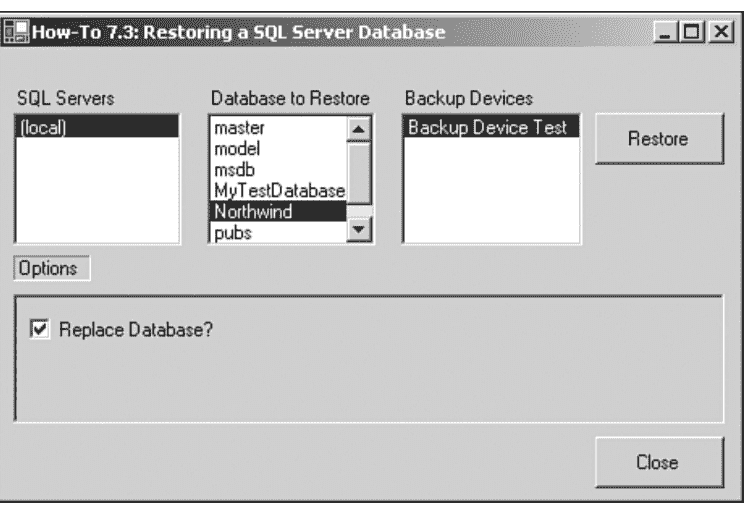 How-To 7.3: Restoring a SQL Server Database
SQL Servers
Database to Restore
Backup Devices
(local)
master
model
msdb
MyTestDatabase
Northwind
pubs
Backup Device Test
Restore
Options
Replace Database?
Close